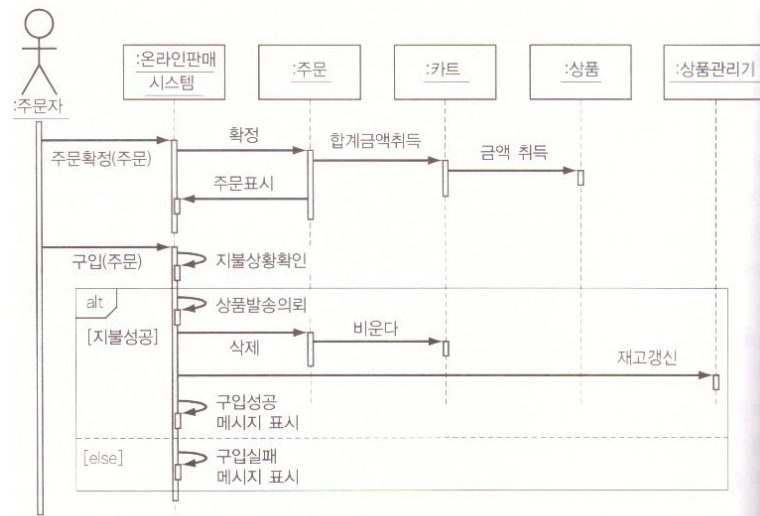 :온라인판매
시스템
:주문
:카트
:상품
:상품관리기
:주문자
확정
합계금액취득
금액 취득
주문확정(주문)
주문표시
구입(주문)
지불상황확인
alt
상품발송의뢰
[지불성공]
삭제
비운다
재고갱신
구입성공
메시지 표시
[else]
구입실패
메시지 표시